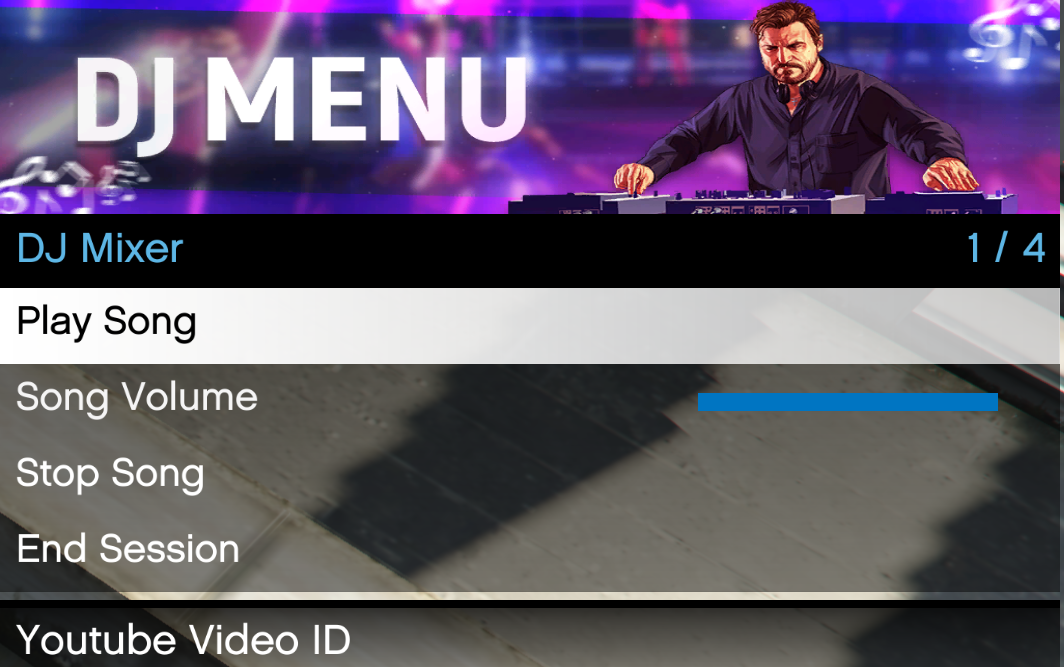 DJ MENU
DJ Mixer 1 / 4
Play Song
Song Volume
Stop Song
End Session
Youtube Video ID